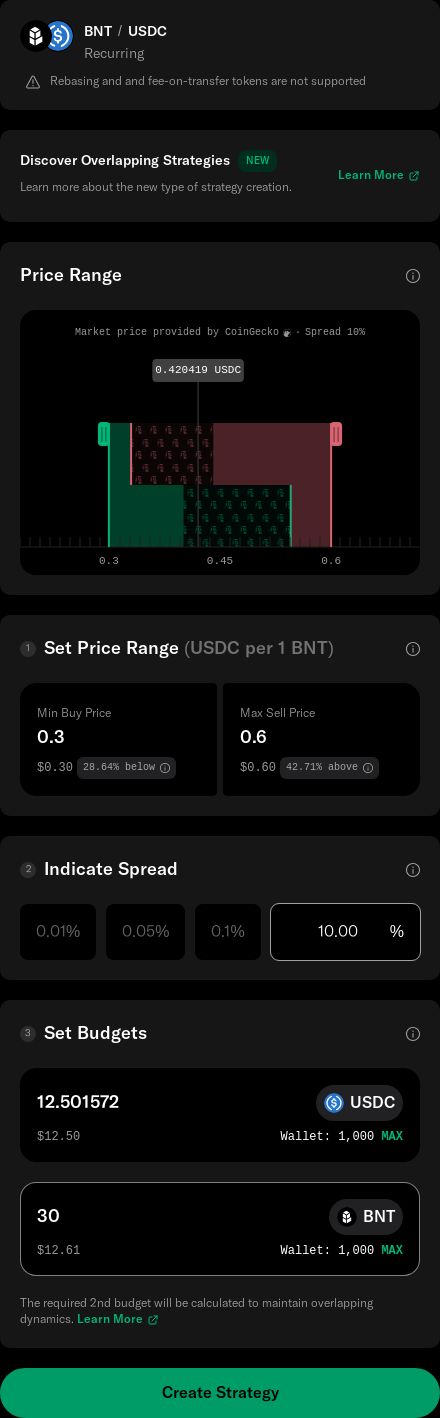 BNT / USDC
Recurring
Rebasing and and fee-on-transfer tokens are not supported
Discover Overlapping Strategies NEW
Learn more about the new type of strategy creation.
Learn More
Price Range
Market price provided by CoinGecko · Spread 10%
0.420419 USDC
0.3 0.45 0.6
1 Set Price Range (USDC per 1 BNT)
Min Buy Price
0.3
$0.30 28.64% below
Max Sell Price
0.6
$0.60 42.71% above
2 Indicate Spread
0.01% 0.05% 0.1% 10.00 %
3 Set Budgets
12.501572 USDC
$12.50 Wallet: 1,000 MAX
30 BNT
$12.61 Wallet: 1,000 MAX
The required 2nd budget will be calculated to maintain overlapping
dynamics. Learn More
Create Strategy